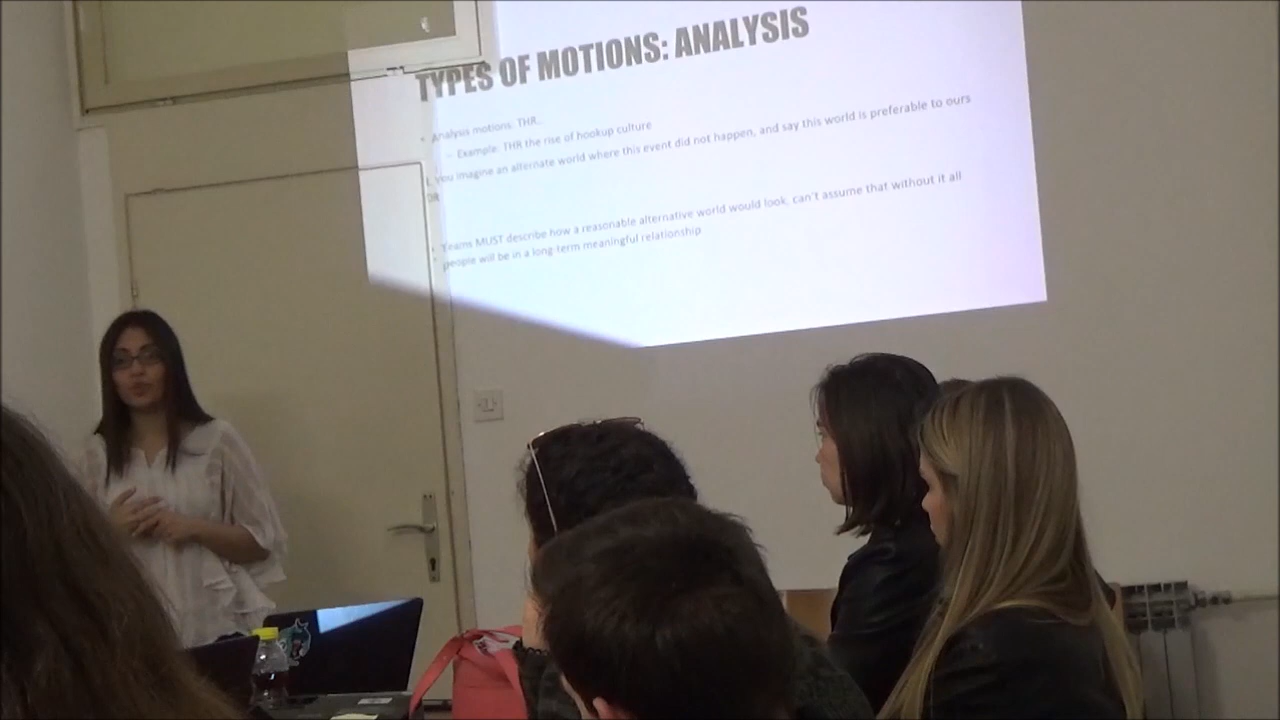 TYPES OF MOTIONS: ANALYSIS
Analysis motions: THR...
– Example: THR the rise of hookup culture
1. You imagine an alternate world where this event did not happen, and say this world is preferable to ours
OR
Teams MUST describe how a reasonable alternative world would look, can't assume that without it all
people will be in a long-term meaningful relationship